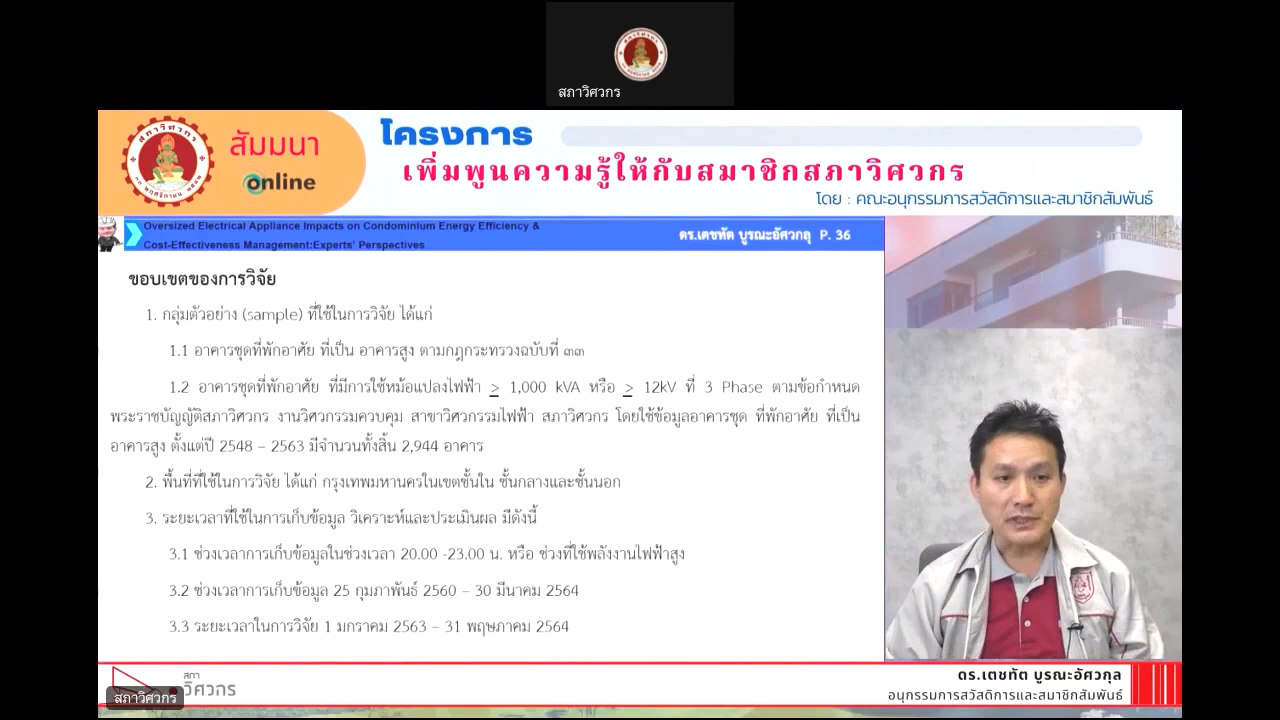 สภาวิศวกร
สัมมนา
Online
โครงการ
เพิ่มพูนความรู้ให้กับสมาชิกสภาวิศวกร
โดย : คณะอนุกรรมการสวัสดิการและสมาชิกสัมพันธ์
Oversized Electrical Appliance Impacts on Condominium Energy Efficiency &
Cost-Effectiveness Management:Experts' Perspectives
ดร.เตชทัต บูรณะอัศวกลุ P. 36
ขอบเขตของการวิจัย
1. กลุ่มตัวอย่าง (sample) ที่ใช้ในการวิจัย ได้แก่
1.1 อาคารชุดที่พักอาศัย ที่เป็น อาคารสูง ตามกฎกระทรวงฉบับที่ ๓๓
1.2 อาคารชุดที่พักอาศัย ที่มีการใช้หม้อแปลงไฟฟ้า ≥ 1,000 kVA หรือ ≥ 12kV ที่ 3 Phase ตามข้อกำหนด
พระราชบัญญัติสภาวิศวกร งานวิศวกรรมควบคุม สาขาวิศวกรรมไฟฟ้า สภาวิศวกร โดยใช้ข้อมูลอาคารชุด ที่พักอาศัย ที่เป็น
อาคารสูง ตั้งแต่ปี 2548 – 2563 มีจำนวนทั้งสิ้น 2,944 อาคาร
2. พื้นที่ที่ใช้ในการวิจัย ได้แก่ กรุงเทพมหานครในเขตชั้นใน ชั้นกลางและชั้นนอก
3. ระยะเวลาที่ใช้ในการเก็บข้อมูล วิเคราะห์และประเมินผล มีดังนี้
3.1 ช่วงเวลาการเก็บข้อมูลในช่วงเวลา 20.00 -23.00 น. หรือ ช่วงที่ใช้พลังงานไฟฟ้าสูง
3.2 ช่วงเวลาการเก็บข้อมูล 25 กุมภาพันธ์ 2560 – 30 มีนาคม 2564
3.3 ระยะเวลาในการวิจัย 1 มกราคม 2563 – 31 พฤษภาคม 2564
สภา
วิศวกร
สภาวิศวกร
ดร.เตชทัต บูรณะอัศวกุล
อนุกรรมการสวัสดิการและสมาชิกสัมพันธ์